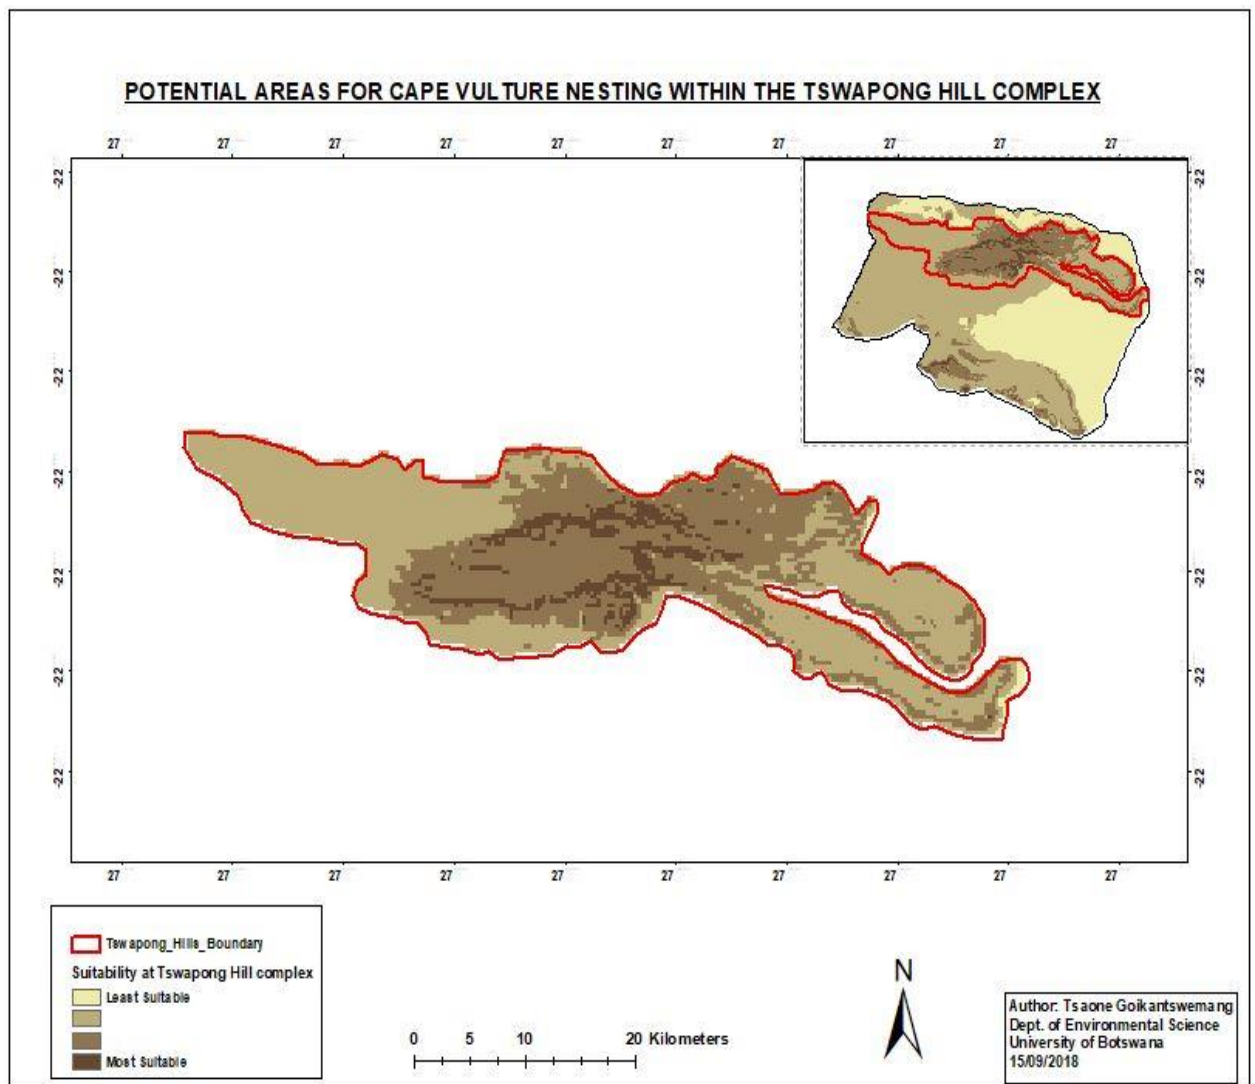 POTENTIAL AREAS FOR CAPE VULTURE NESTING WITHIN THE TSWAPONG HILL COMPLEX
27 27 27 27 27 27 27 27 27 27
-22 -22
-22 -22
-22 -22
-22 -22
-22 -22
-22 -22
-22 -22
27 27 27 27 27 27 27 27 27 27
Tswapong_Hills_Boundary
Suitability at Tswapong Hill complex
Least Suitable
Most Suitable
0 5 10 20 Kilometers
N
Author: Tsaone Goikantswemang
Dept. of Environmental Science
University of Botswana
15/09/2018